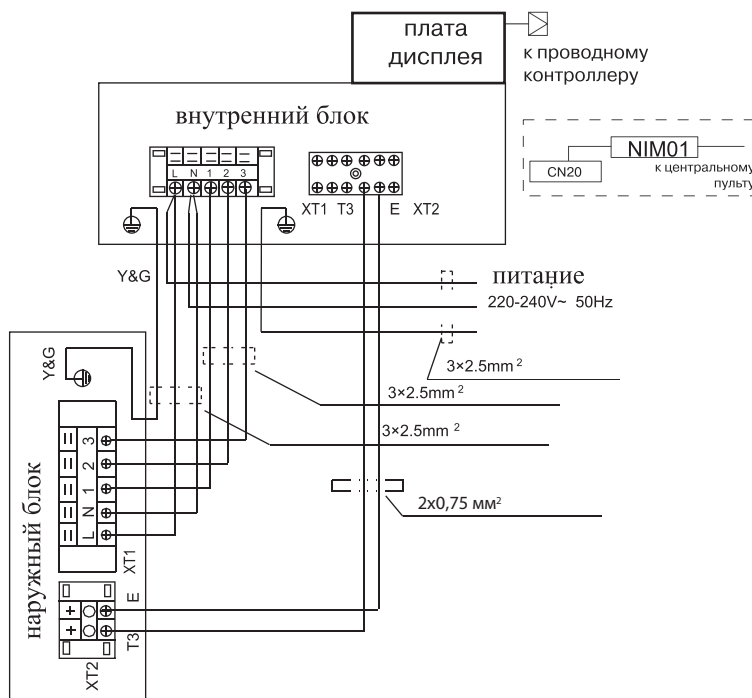 плата
дисплея
к проводному
контроллеру
внутренний блок
L N 1 2 3
XT1 T3 E XT2
NIM01
CN20
к центральному
пульту
Y&G
питание
220-240V~ 50Hz
Y&G
3×2.5mm ²
3×2.5mm ²
3×2.5mm ²
2x0,75 мм²
наружный блок
3
2
1
N
L
XT1
E
T3
XT2